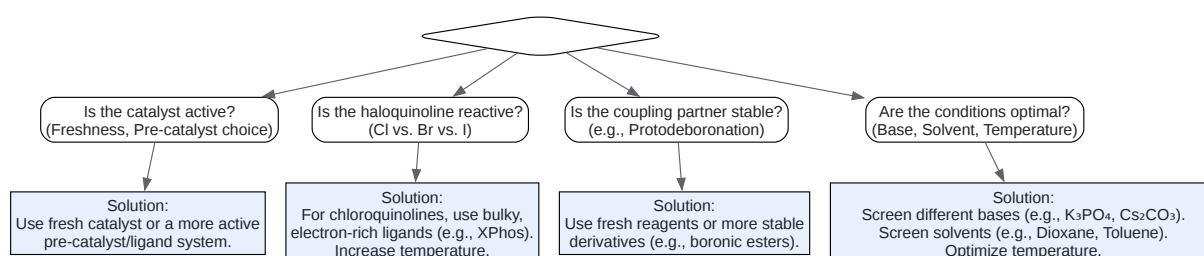 Is the catalyst active?
(Freshness, Pre-catalyst choice)
Is the haloquinoline reactive?
(Cl vs. Br vs. I)
Is the coupling partner stable?
(e.g., Protodeboronation)
Are the conditions optimal?
(Base, Solvent, Temperature)
Solution:
Use fresh catalyst or a more active
pre-catalyst/ligand system.
Solution:
For chloroquinolines, use bulky,
electron-rich ligands (e.g., XPhos).
Increase temperature.
Solution:
Use fresh reagents or more stable
derivatives (e.g., boronic esters).
Solution:
Screen different bases (e.g., K₃PO₄, Cs₂CO₃).
Screen solvents (e.g., Dioxane, Toluene).
Optimize temperature.